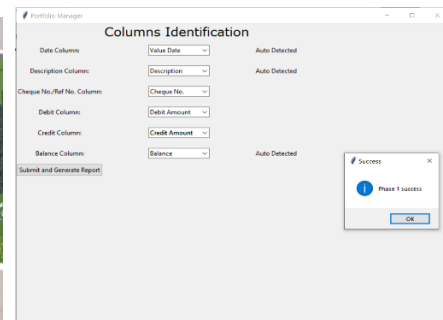 Portfolio Manager
Columns Identification
Date Column: Value Date Auto Detected
Description Column: Description Auto Detected
Cheque No./Ref No. Column: Cheque No.
Debit Column: Debit Amount
Credit Column: Credit Amount
Balance Column: Balance Auto Detected
Submit and Generate Report
Success
Phase 1 success
OK